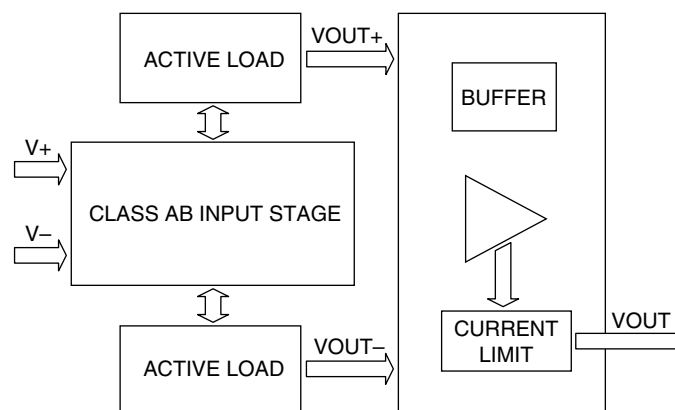 ACTIVE LOAD
VOUT+
BUFFER
V+
CLASS AB INPUT STAGE
V–
CURRENT
LIMIT
VOUT
ACTIVE LOAD
VOUT–